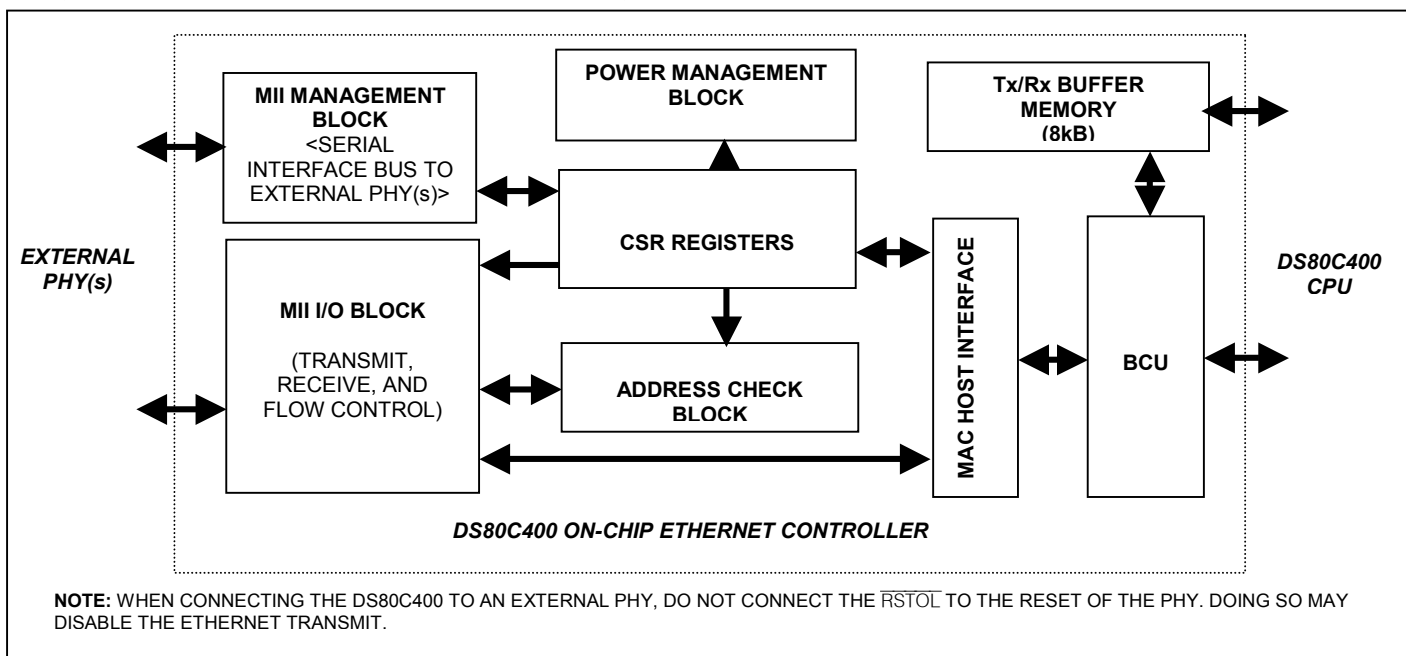 MII MANAGEMENT
BLOCK
<SERIAL
INTERFACE BUS TO
EXTERNAL PHY(s)>
POWER MANAGEMENT
BLOCK
Tx/Rx BUFFER
MEMORY
(8kB)
EXTERNAL
PHY(s)
CSR REGISTERS
MII I/O BLOCK
(TRANSMIT,
RECEIVE, AND
FLOW CONTROL)
ADDRESS CHECK
BLOCK
MAC HOST INTERFACE
BCU
DS80C400
CPU
DS80C400 ON-CHIP ETHERNET CONTROLLER
NOTE: WHEN CONNECTING THE DS80C400 TO AN EXTERNAL PHY, DO NOT CONNECT THE R̅S̅T̅O̅L̅ TO THE RESET OF THE PHY. DOING SO MAY
DISABLE THE ETHERNET TRANSMIT.